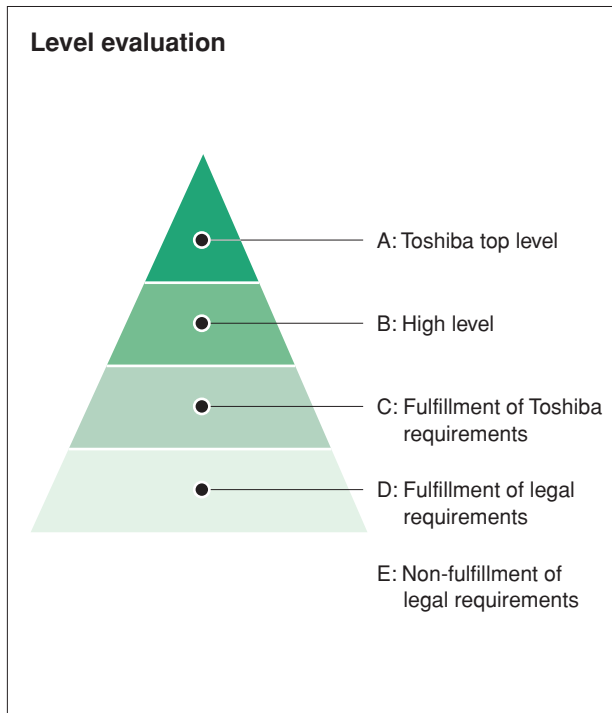 Level evaluation
A: Toshiba top level
B: High level
C: Fulfillment of Toshiba
requirements
D: Fulfillment of legal
requirements
E: Non-fulfillment of
legal requirements